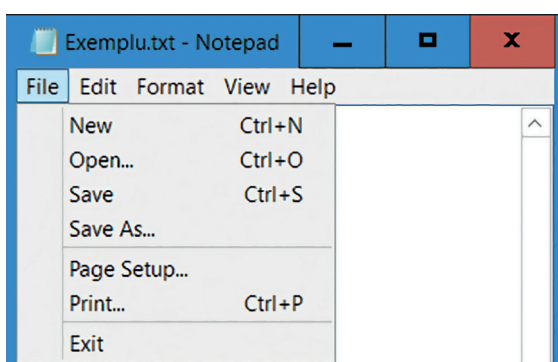 Exemplu.txt - Notepad
File Edit Format View Help
New Ctrl+N
Open... Ctrl+O
Save Ctrl+S
Save As...
Page Setup...
Print... Ctrl+P
Exit